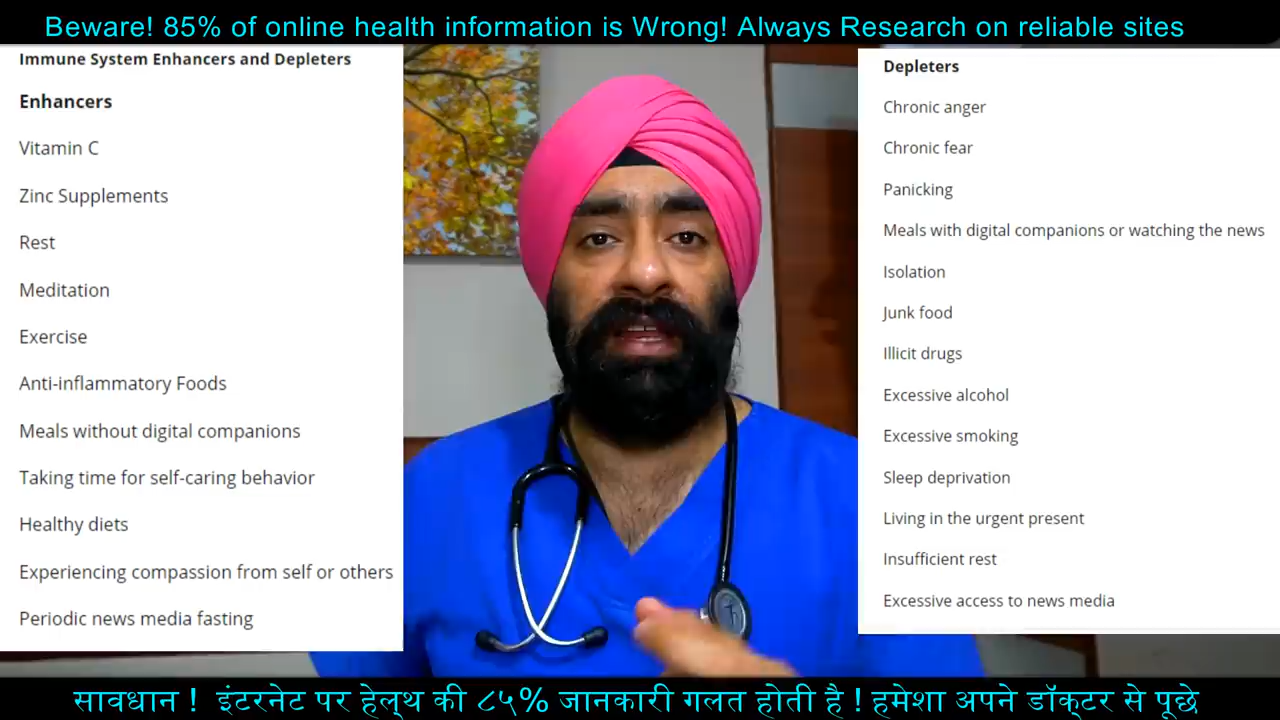 Beware! 85% of online health information is Wrong! Always Research on reliable sites
Immune System Enhancers and Depleters
Enhancers
Vitamin C
Zinc Supplements
Rest
Meditation
Exercise
Anti-inflammatory Foods
Meals without digital companions
Taking time for self-caring behavior
Healthy diets
Experiencing compassion from self or others
Periodic news media fasting
Depleters
Chronic anger
Chronic fear
Panicking
Meals with digital companions or watching the news
Isolation
Junk food
Illicit drugs
Excessive alcohol
Excessive smoking
Sleep deprivation
Living in the urgent present
Insufficient rest
Excessive access to news media
सावधान ! इंटरनेट पर हेल्थ की ८५% जानकारी गलत होती है ! हमेशा अपने डॉक्टर से पूछे